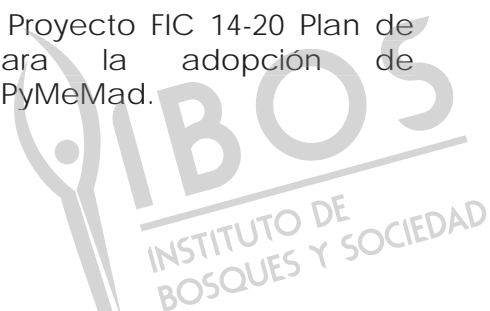 Proyecto FIC 14-20 Plan de
ara la adopción de
PyMeMad.
IBOS
INSTITUTO DE
BOSQUES Y SOCIEDAD